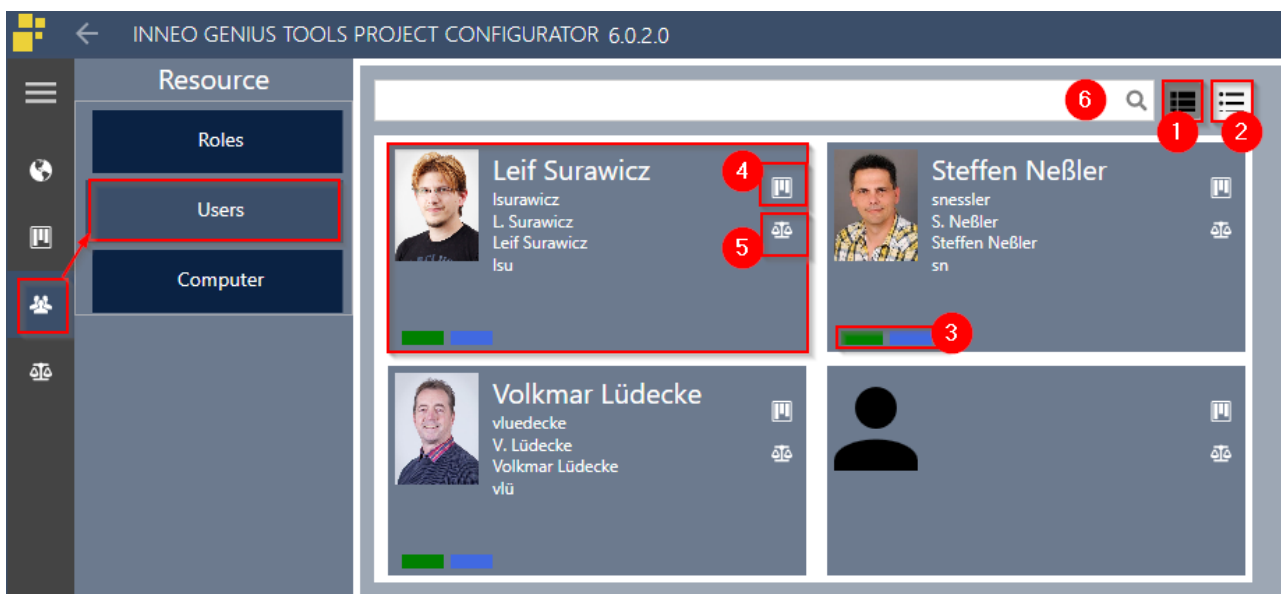 INNEO GENIUS TOOLS PROJECT CONFIGURATOR 6.0.2.0
Resource
Roles
Users
Computer
6
1
2
Leif Surawicz
lsurawicz
L. Surawicz
Leif Surawicz
lsu
4
5
Steffen Neßler
snessler
S. Neßler
Steffen Neßler
sn
3
Volkmar Lüdecke
vluedecke
V. Lüdecke
Volkmar Lüdecke
vlü